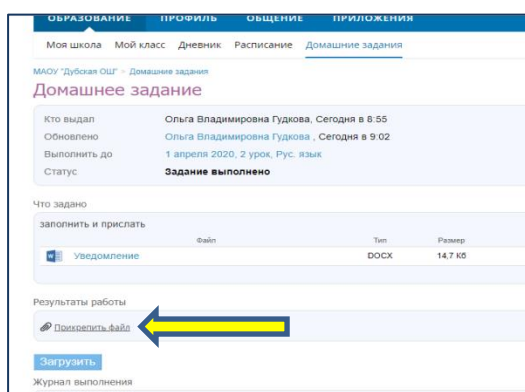 ОБРАЗОВАНИЕ ПРОФИЛЬ ОБЩЕНИЕ ПРИЛОЖЕНИЯ
Моя школа Мой класс Дневник Расписание Домашние задания
МАОУ "Дубская ОШ" > Домашние задания
Домашнее задание
Кто выдал Ольга Владимировна Гудкова, Сегодня в 8:55
Обновлено Ольга Владимировна Гудкова , Сегодня в 9:02
Выполнить до 1 апреля 2020, 2 урок, Рус. язык
Статус Задание выполнено
Что задано
заполнить и прислать
Файл Тип Размер
Уведомление DOCX 14,7 Кб
Результаты работы
Прикрепить файл
Загрузить
Журнал выполнения